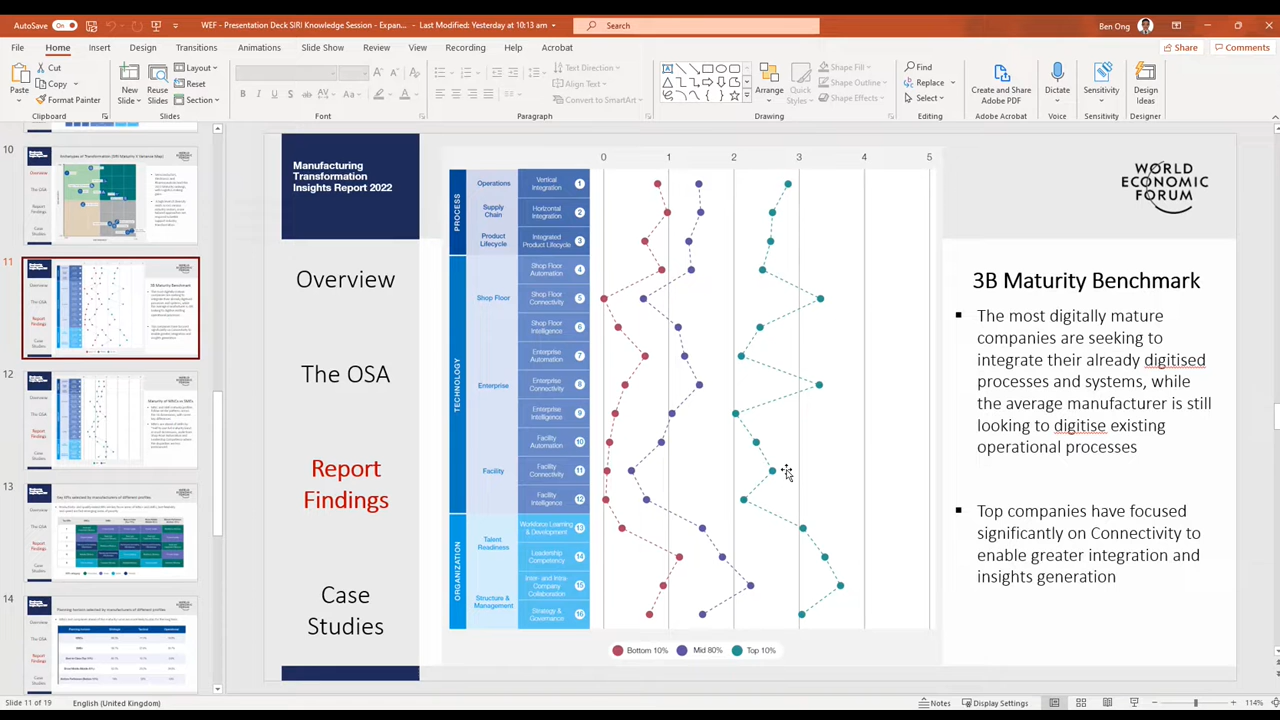 AutoSave On
WEF - Presentation Deck SIRI Knowledge Session - Expan... - Last Modified: Yesterday at 10:13 am
Search
Ben Ong
File Home Insert Design Transitions Animations Slide Show Review View Recording Help Acrobat
Share Comments
Paste
Cut
Copy
Format Painter
Clipboard
New Slide
Reuse Slides
Layout
Reset
Section
Slides
B I U S
Font
Text Direction
Align Text
Convert to SmartArt
Paragraph
Arrange
Quick Styles
Shape Fill
Shape Outline
Shape Effects
Drawing
Find
Replace
Select
Editing
Create and Share Adobe PDF
Adobe Acrobat
Dictate
Voice
Sensitivity
Sensitivity
Design Ideas
Designer
10
11
12
13
14
Manufacturing
Transformation
Insights Report 2022
Overview
The OSA
Report
Findings
Case
Studies
0 1 2 3 4 5
PROCESS
Operations
Vertical Integration 1
Supply Chain
Horizontal Integration 2
Product Lifecycle
Integrated Product Lifecycle 3
TECHNOLOGY
Shop Floor
Shop Floor Automation 4
Shop Floor Connectivity 5
Shop Floor Intelligence 6
Enterprise
Enterprise Automation 7
Enterprise Connectivity 8
Enterprise Intelligence 9
Facility
Facility Automation 10
Facility Connectivity 11
Facility Intelligence 12
ORGANIZATION
Talent Readiness
Workforce Learning & Development 13
Leadership Competency 14
Structure & Management
Inter- and Intra- Company Collaboration 15
Strategy & Governance 16
Bottom 10% Mid 80% Top 10%
WORLD
ECONOMIC
FORUM
3B Maturity Benchmark
The most digitally mature
companies are seeking to
integrate their already digitised
processes and systems, while
the average manufacturer is still
looking to digitise existing
operational processes
Top companies have focused
significantly on Connectivity to
enable greater integration and
insights generation
Slide 11 of 19 English (United Kingdom)
Notes Display Settings 114%